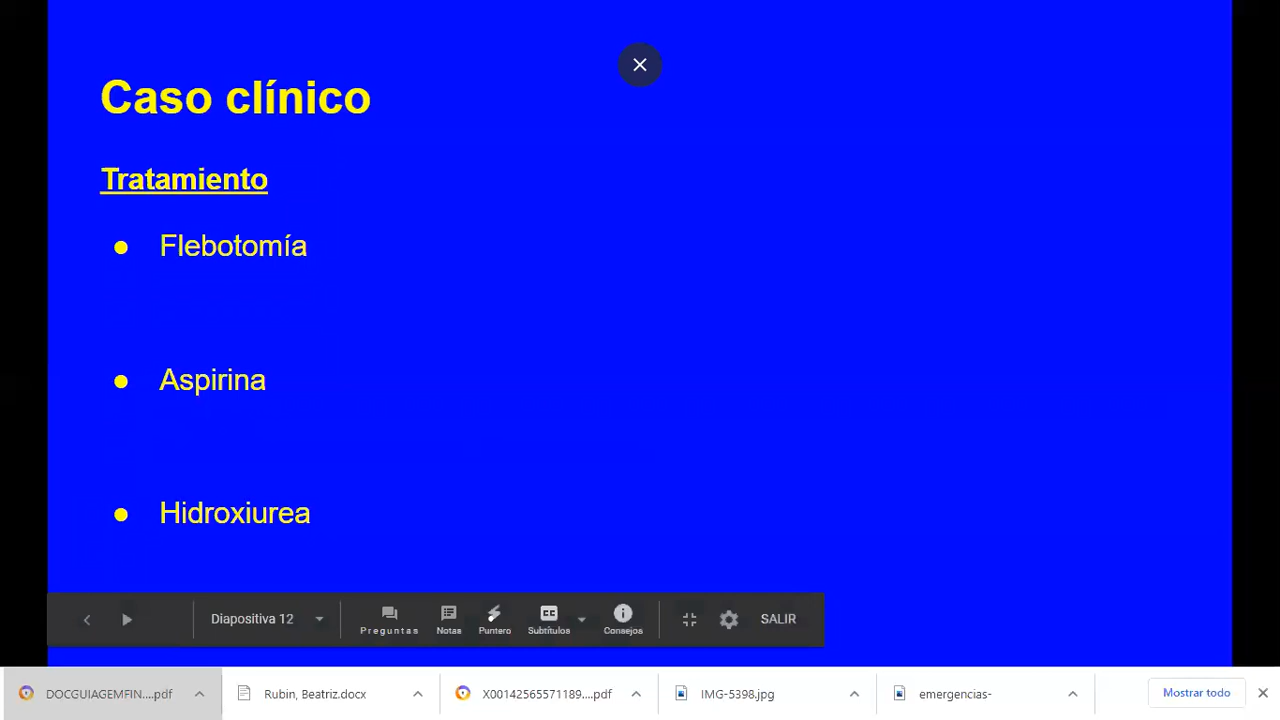 Caso clínico
Tratamiento
● Flebotomía
● Aspirina
● Hidroxiurea
Diapositiva 12
Preguntas
Notas
Puntero
CC
Subtítulos
Consejos
SALIR
DOCGUIAGEMFIN....pdf
Rubin, Beatriz.docx
X00142565571189....pdf
IMG-5398.jpg
emergencias-
Mostrar todo